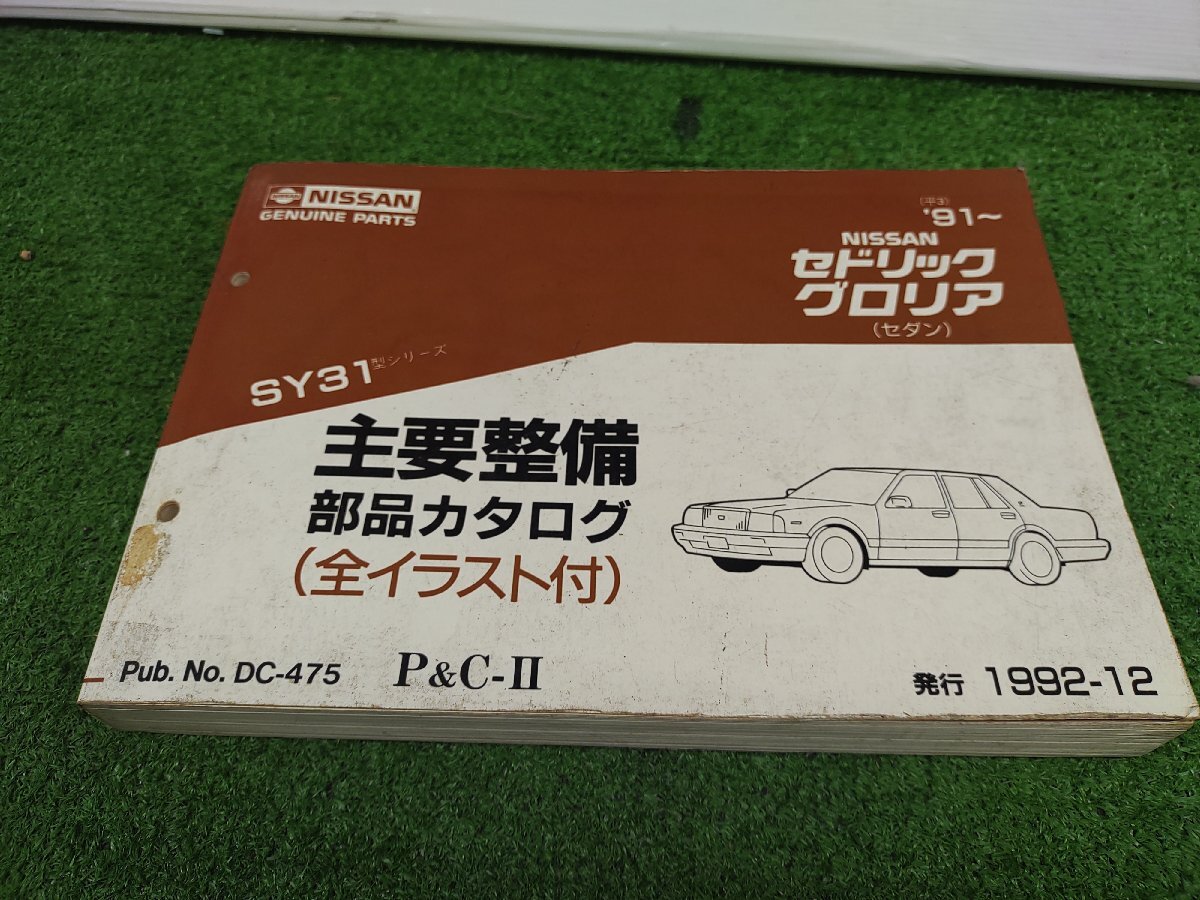 NISSAN
GENUINE PARTS
(平3)
'91~
NISSAN
セドリック
グロリア
(セダン)
SY31型シリーズ
主要整備
部品カタログ
(全イラスト付)
Pub. No. DC-475 P&C-II
発行 1992-12